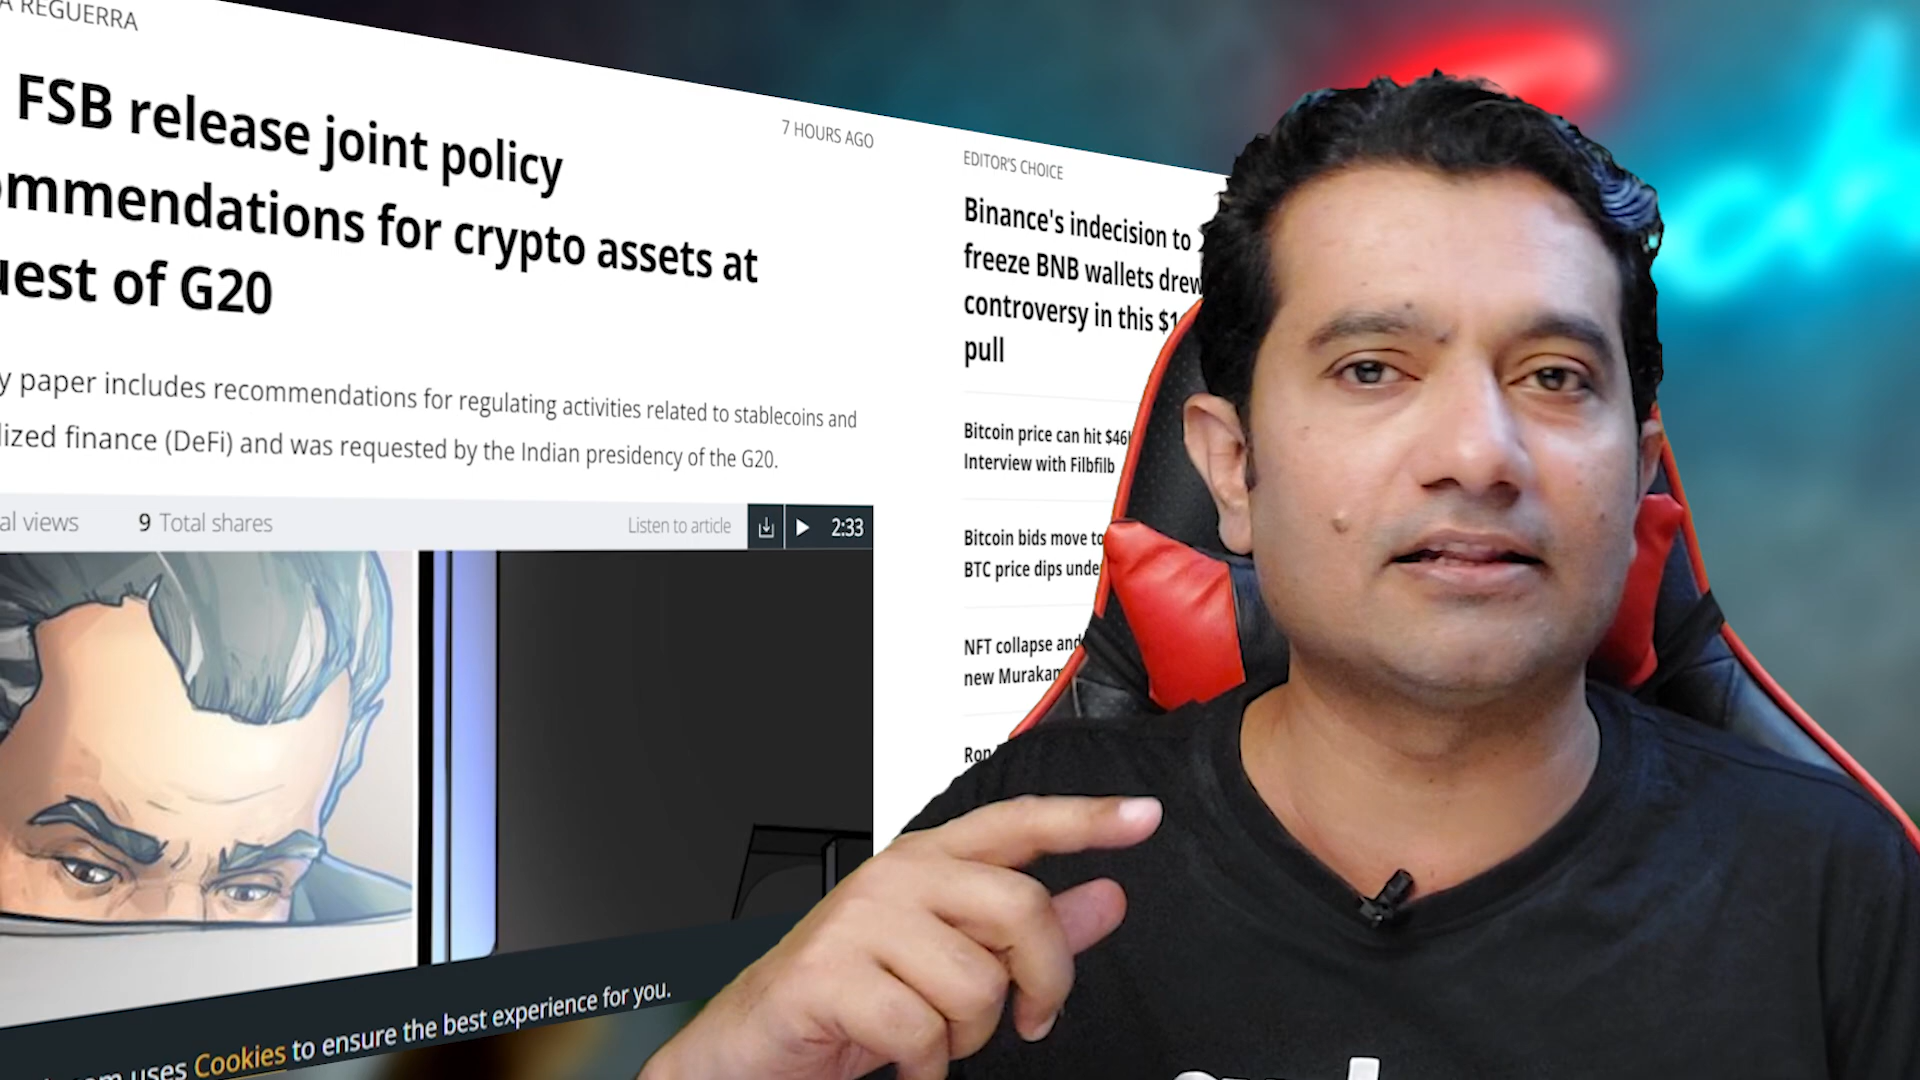 A REGUERRA
FSB release joint policy
ommendations for crypto assets at
uest of G20
7 HOURS AGO
y paper includes recommendations for regulating activities related to stablecoins and
lized finance (DeFi) and was requested by the Indian presidency of the G20.
al views 9 Total shares
Listen to article 2:33
EDITOR'S CHOICE
Binance's indecision to
freeze BNB wallets drew
controversy in this $1
pull
Bitcoin price can hit $46
Interview with Filbfilb
Bitcoin bids move to
BTC price dips unde
NFT collapse and
new Murakam
Ron
uses Cookies to ensure the best experience for you.